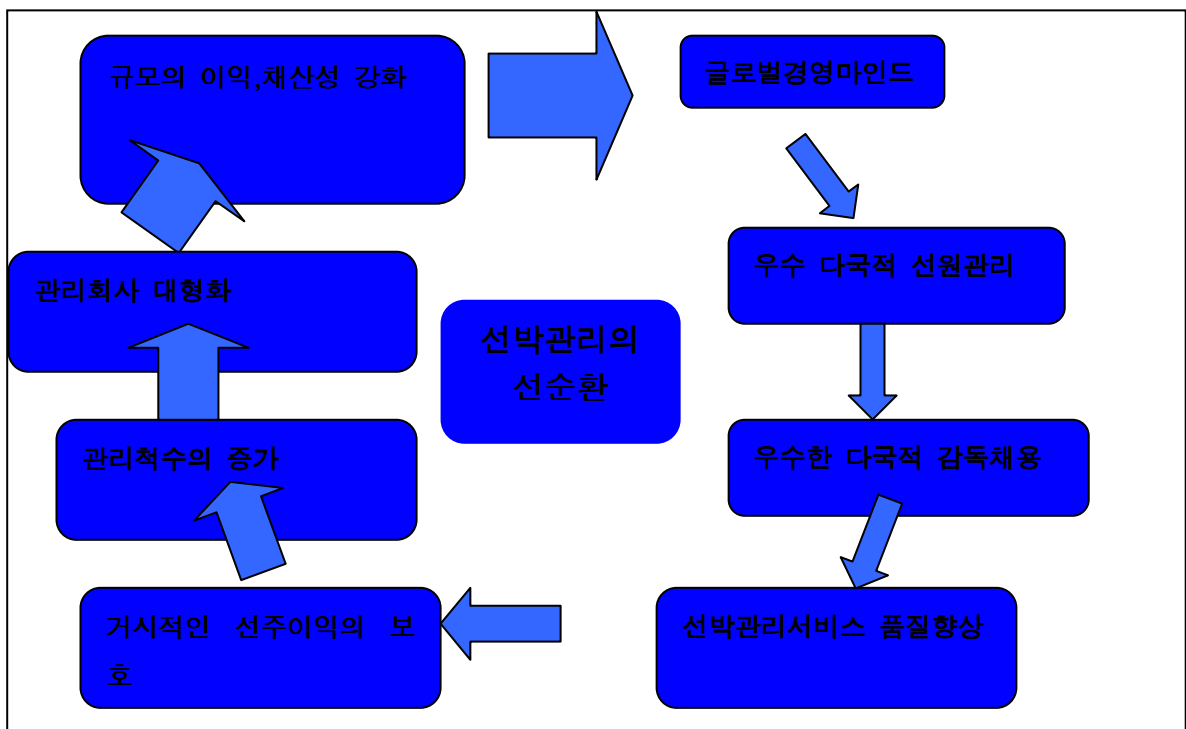 규모의 이익,채산성 강화
글로벌경영마인드
우수 다국적 선원관리
관리회사 대형화
선박관리의
선순환
관리척수의 증가
우수한 다국적 감독채용
거시적인 선주이익의 보
호
선박관리서비스 품질향상